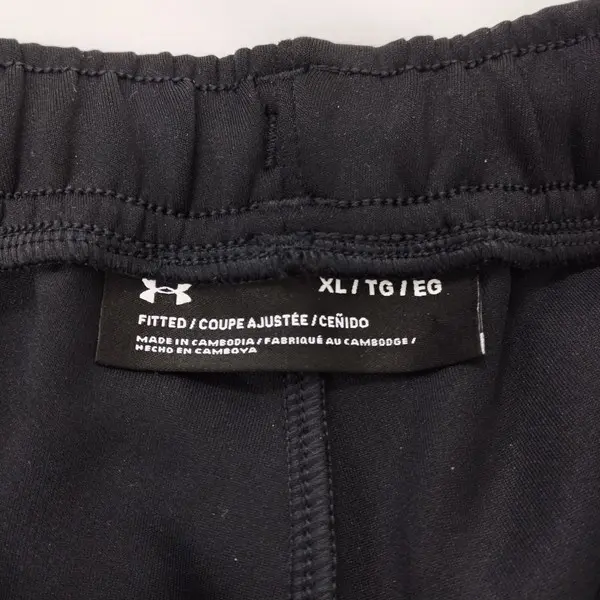 XL / TG / EG
FITTED / COUPE AJUSTÉE / CEÑIDO
MADE IN CAMBODIA / FABRIQUÉ AU CAMBODGE /
HECHO EN CAMBOYA